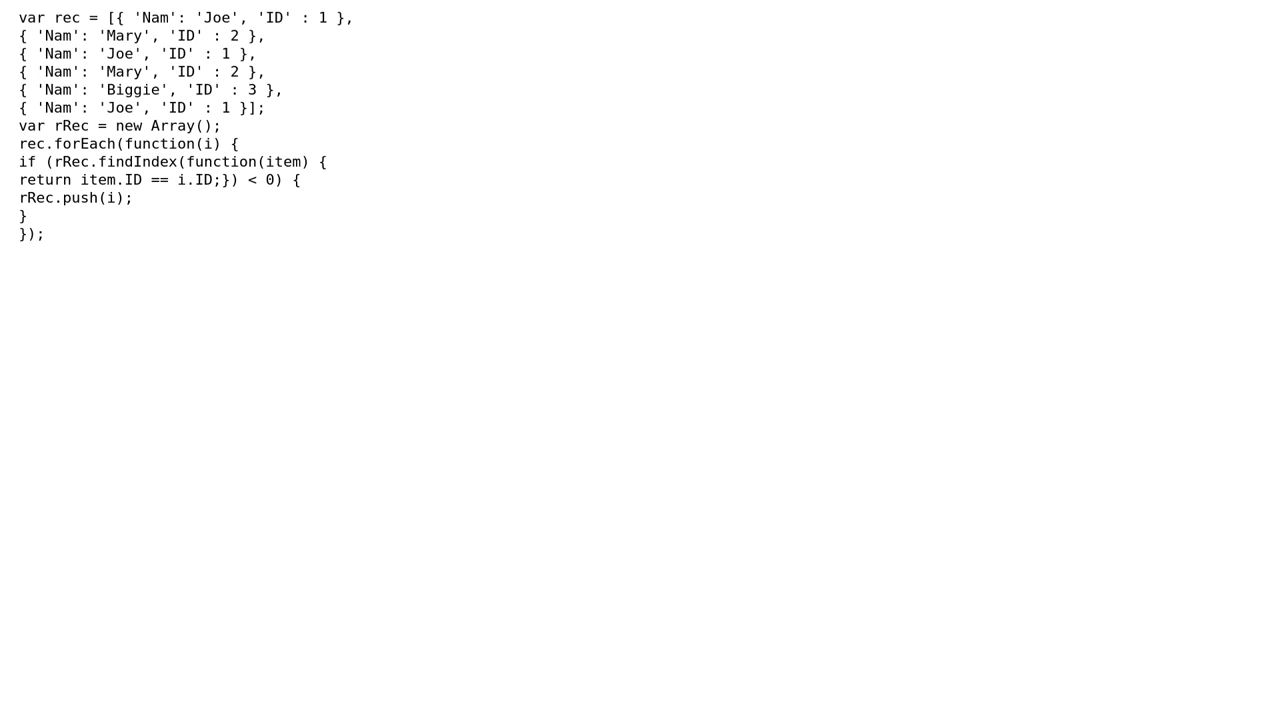 var rec = [{ 'Nam': 'Joe', 'ID' : 1 },
{ 'Nam': 'Mary', 'ID' : 2 },
{ 'Nam': 'Joe', 'ID' : 1 },
{ 'Nam': 'Mary', 'ID' : 2 },
{ 'Nam': 'Biggie', 'ID' : 3 },
{ 'Nam': 'Joe', 'ID' : 1 }];
var rRec = new Array();
rec.forEach(function(i) {
if (rRec.findIndex(function(item) {
return item.ID == i.ID;}) < 0) {
rRec.push(i);
}
});